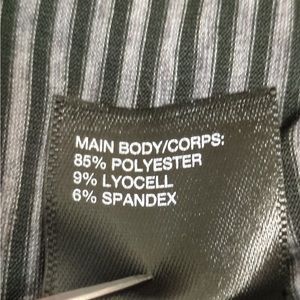 MAIN BODY/CORPS:
85% POLYESTER
9% LYOCELL
6% SPANDEX